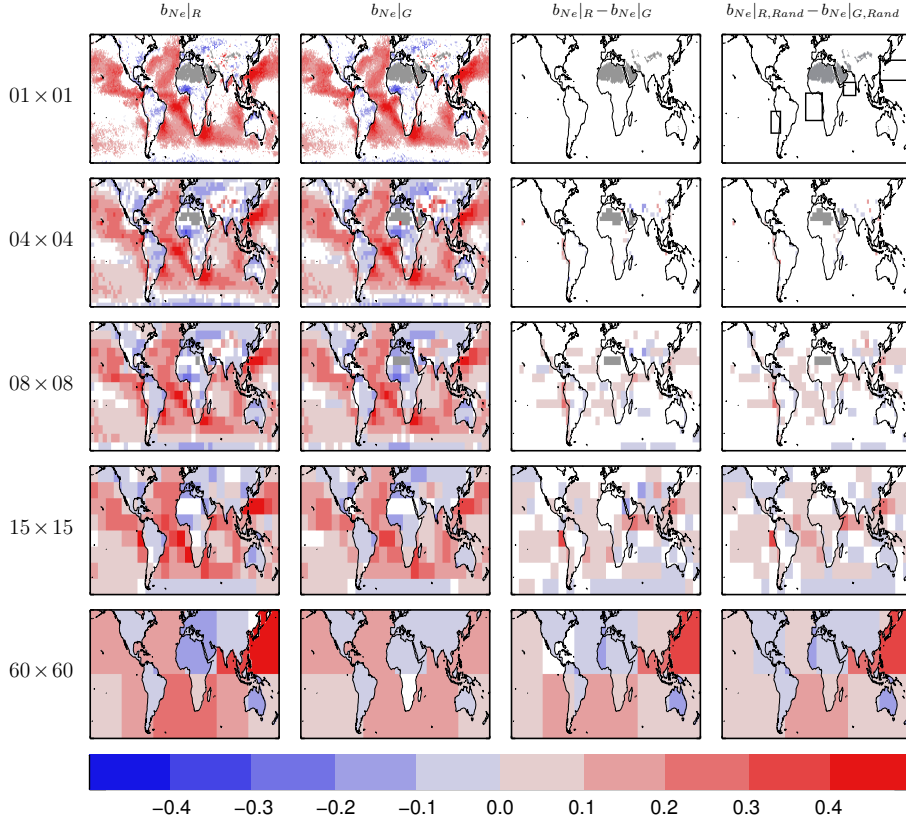 b_{Ne}|_R b_{Ne}|_G b_{Ne}|_R − b_{Ne}|_G b_{Ne}|_{R,Rand} − b_{Ne}|_{G,Rand}
01 × 01
04 × 04
08 × 08
15 × 15
60 × 60
−0.4 −0.3 −0.2 −0.1 0.0 0.1 0.2 0.3 0.4